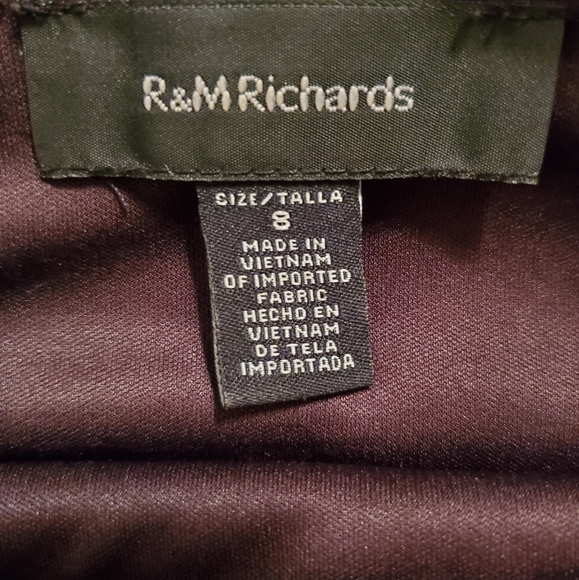 R&M Richards
SIZE/TALLA
8
MADE IN
VIETNAM
OF IMPORTED
FABRIC
HECHO EN
VIETNAM
DE TELA
IMPORTADA